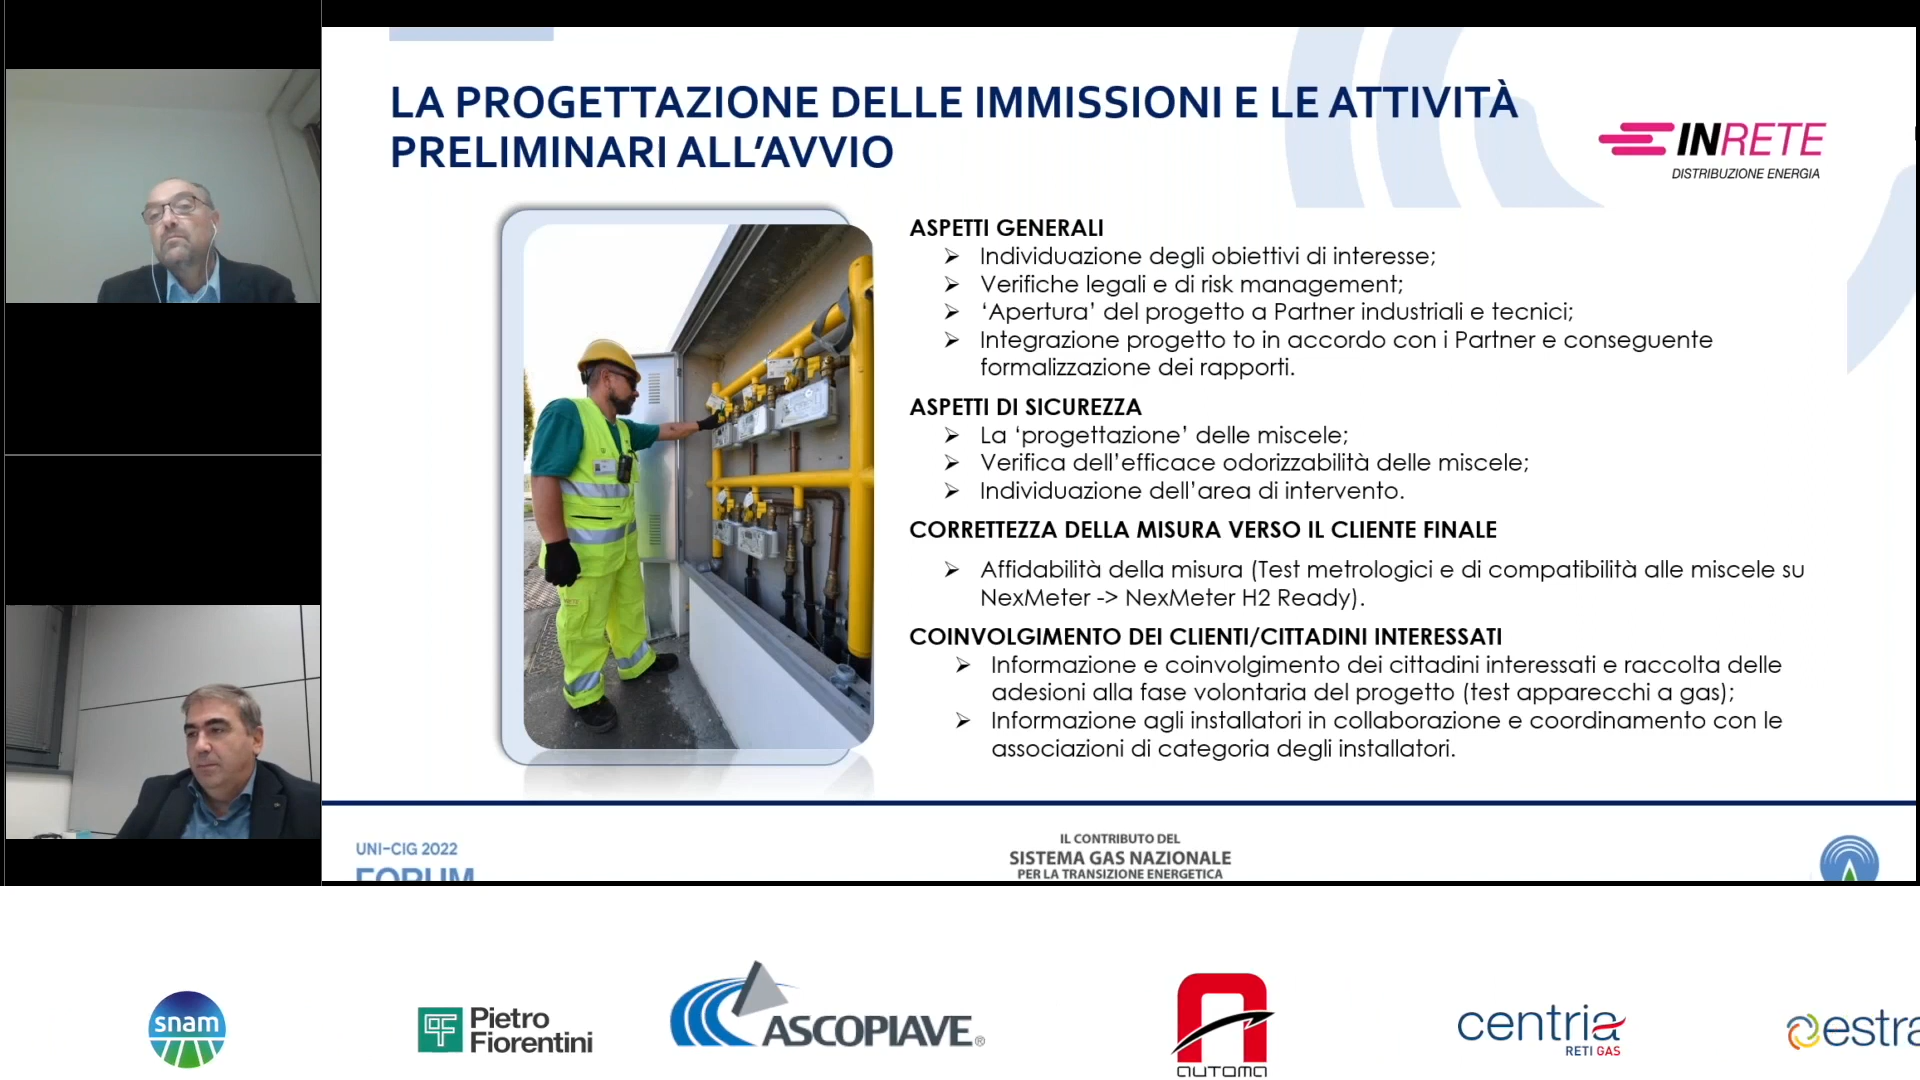 LA PROGETTAZIONE DELLE IMMISSIONI E LE ATTIVITÀ
PRELIMINARI ALL'AVVIO
INRETE
DISTRIBUZIONE ENERGIA
ASPETTI GENERALI
➢ Individuazione degli obiettivi di interesse;
➢ Verifiche legali e di risk management;
➢ ‘Apertura’ del progetto a Partner industriali e tecnici;
➢ Integrazione progetto to in accordo con i Partner e conseguente
formalizzazione dei rapporti.
ASPETTI DI SICUREZZA
➢ La ‘progettazione’ delle miscele;
➢ Verifica dell’efficace odorizzabilità delle miscele;
➢ Individuazione dell’area di intervento.
CORRETTEZZA DELLA MISURA VERSO IL CLIENTE FINALE
➢ Affidabilità della misura (Test metrologici e di compatibilità alle miscele su
NexMeter -> NexMeter H2 Ready).
COINVOLGIMENTO DEI CLIENTI/CITTADINI INTERESSATI
➢ Informazione e coinvolgimento dei cittadini interessati e raccolta delle
adesioni alla fase volontaria del progetto (test apparecchi a gas);
➢ Informazione agli installatori in collaborazione e coordinamento con le
associazioni di categoria degli installatori.
UNI-CIG 2022
FORUM
IL CONTRIBUTO DEL
SISTEMA GAS NAZIONALE
PER LA TRANSIZIONE ENERGETICA
snam
Pietro
Fiorentini
ASCOPIAVE®
AUTOMA
centria
RETI GAS
estra